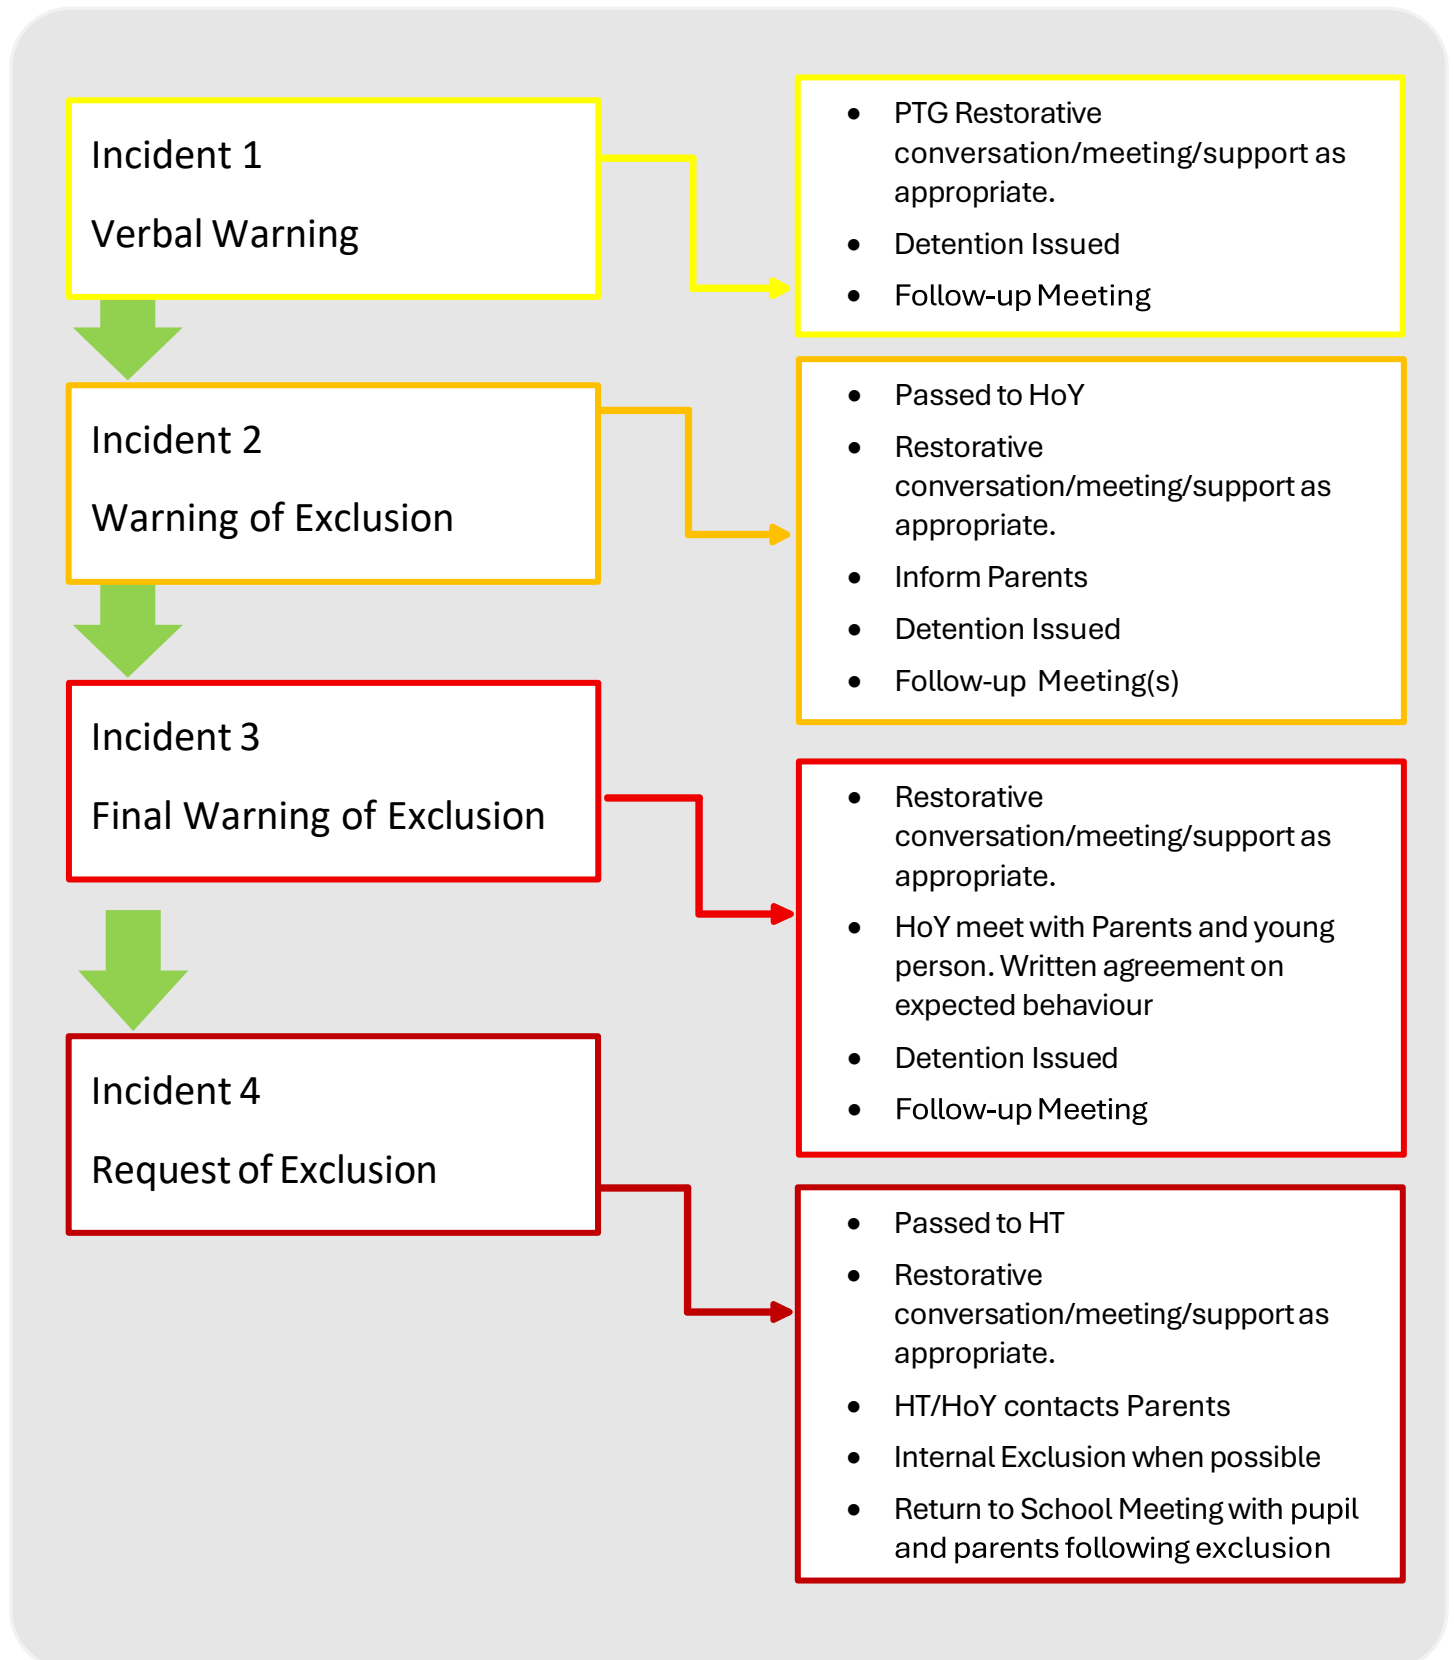 Incident 1
Verbal Warning
• PTG Restorative
conversation/meeting/support as
appropriate.
• Detention Issued
• Follow-up Meeting
Incident 2
Warning of Exclusion
• Passed to HoY
• Restorative
conversation/meeting/support as
appropriate.
• Inform Parents
• Detention Issued
• Follow-up Meeting(s)
Incident 3
Final Warning of Exclusion
• Restorative
conversation/meeting/support as
appropriate.
• HoY meet with Parents and young
person. Written agreement on
expected behaviour
• Detention Issued
• Follow-up Meeting
Incident 4
Request of Exclusion
• Passed to HT
• Restorative
conversation/meeting/support as
appropriate.
• HT/HoY contacts Parents
• Internal Exclusion when possible
• Return to School Meeting with pupil
and parents following exclusion